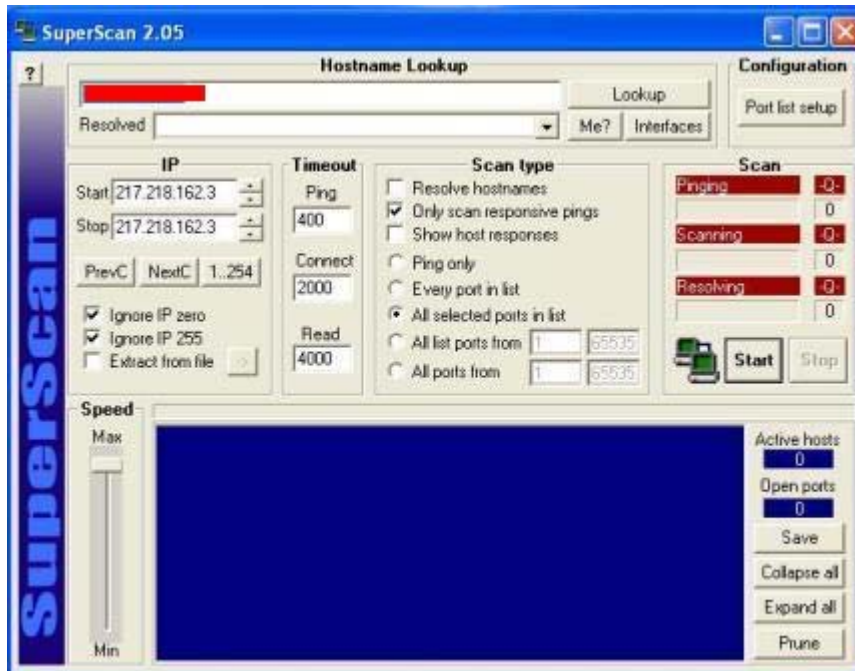 SuperScan 2.05
?
Hostname Lookup
Lookup
Resolved
Me?
Interfaces
Configuration
Port list setup
IP
Start 217.218.162.3
Stop 217.218.162.3
PrevC
NextC
1..254
Ignore IP zero
Ignore IP 255
Extract from file
->
Timeout
Ping
400
Connect
2000
Read
4000
Scan type
Resolve hostnames
Only scan responsive pings
Show host responses
Ping only
Every port in list
All selected ports in list
All list ports from 1 65535
All ports from 1 65535
Scan
Pinging -Q-
0
Scanning -Q-
0
Resolving -Q-
0
Start
Stop
SuperScan
Speed
Max
Min
Active hosts
0
Open ports
0
Save
Collapse all
Expand all
Prune